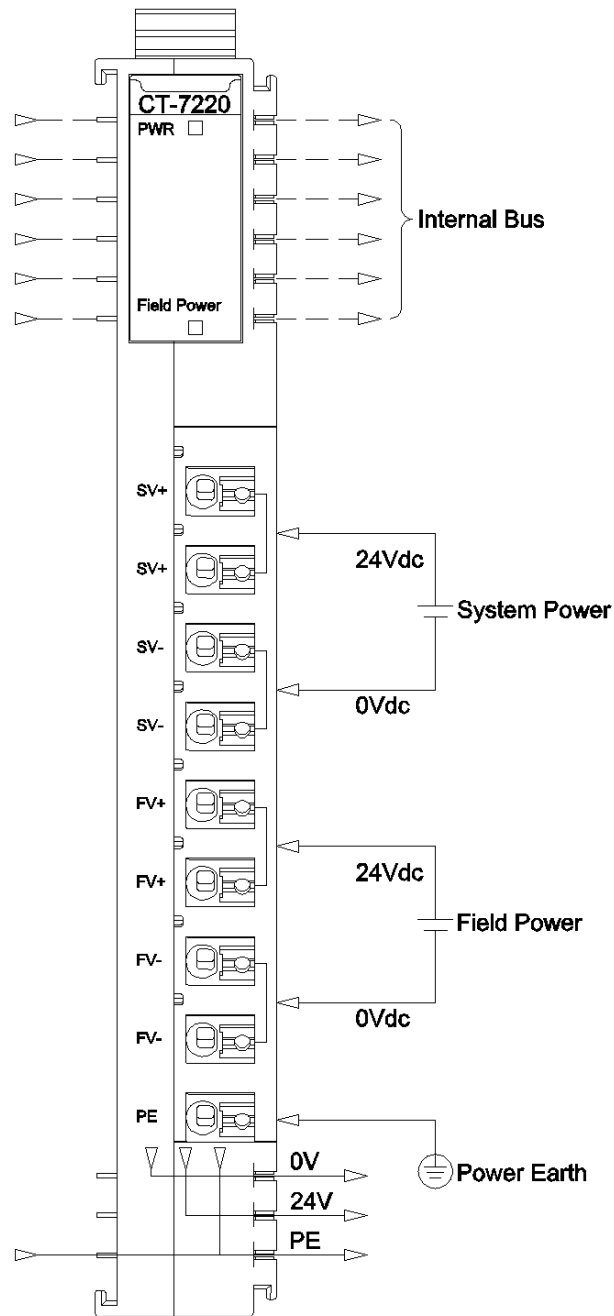 CT-7220
PWR
Internal Bus
Field Power
SV+
24Vdc
SV+
System Power
SV-
0Vdc
SV-
FV+
24Vdc
FV+
Field Power
FV-
0Vdc
FV-
PE
0V
Power Earth
24V
PE